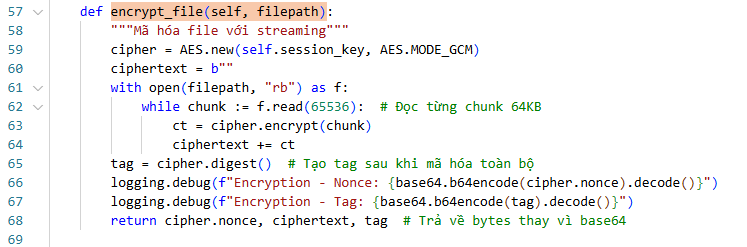 57 def encrypt_file(self, filepath):
58 """Mã hóa file với streaming"""
59 cipher = AES.new(self.session_key, AES.MODE_GCM)
60 ciphertext = b""
61 with open(filepath, "rb") as f:
62 while chunk := f.read(65536):  # Đọc từng chunk 64KB
63 ct = cipher.encrypt(chunk)
64 ciphertext += ct
65 tag = cipher.digest()  # Tạo tag sau khi mã hóa toàn bộ
66 logging.debug(f"Encryption - Nonce: {base64.b64encode(cipher.nonce).decode()}")
67 logging.debug(f"Encryption - Tag: {base64.b64encode(tag).decode()}")
68 return cipher.nonce, ciphertext, tag  # Trả về bytes thay vì base64